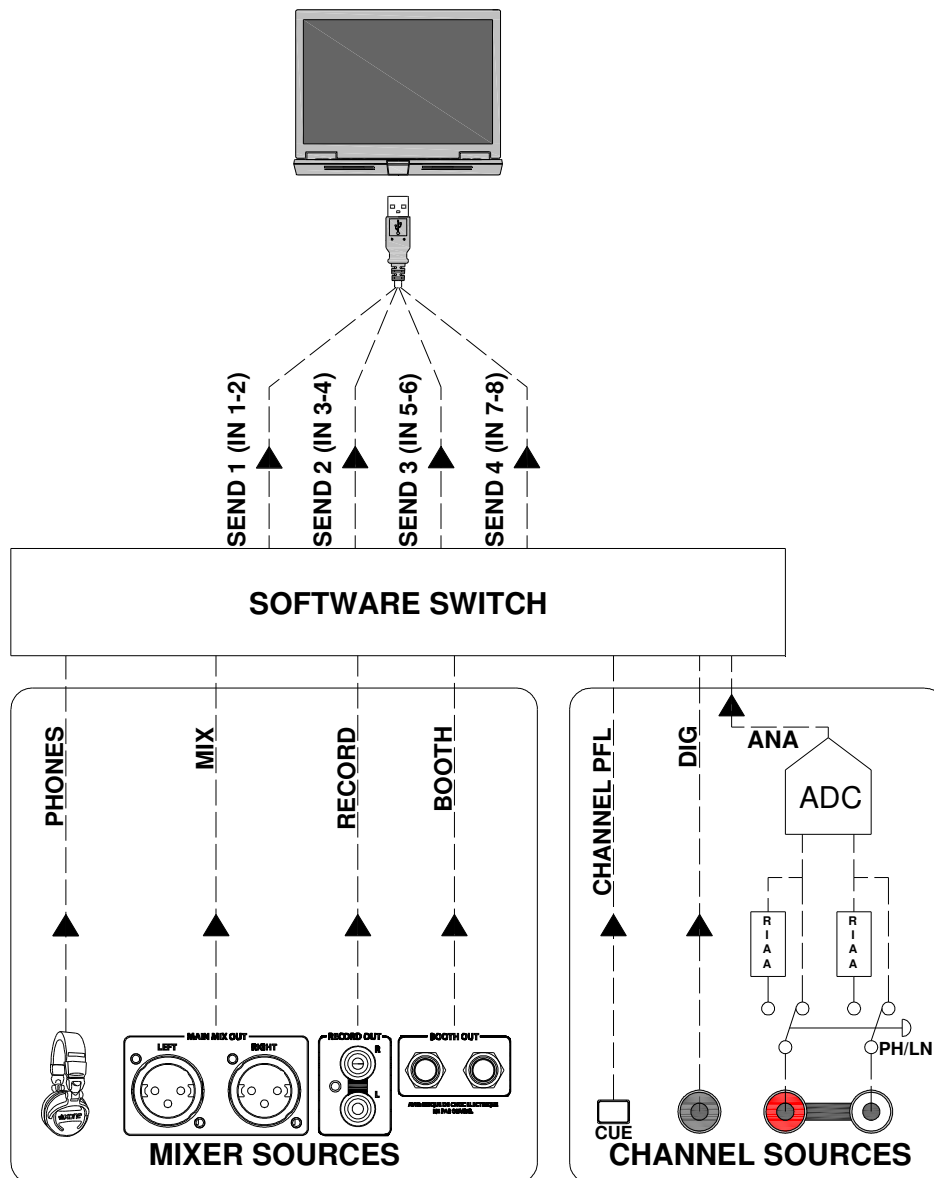 SEND 1 (IN 1-2)
SEND 2 (IN 3-4)
SEND 3 (IN 5-6)
SEND 4 (IN 7-8)
SOFTWARE SWITCH
PHONES
MIX
RECORD
BOOTH
CHANNEL PFL
DIG
ANA
ADC
RIAA
RIAA
PH/LN
MAIN MIX OUT
LEFT
RIGHT
RECORD OUT
R
L
BOOTH OUT
CUE
MIXER SOURCES
CHANNEL SOURCES